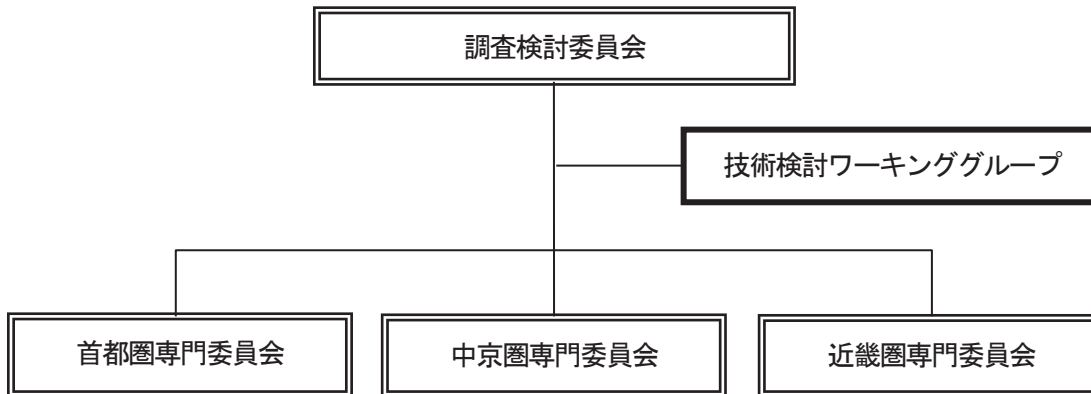 調査検討委員会
技術検討ワーキンググループ
首都圏専門委員会
中京圏専門委員会
近畿圏専門委員会